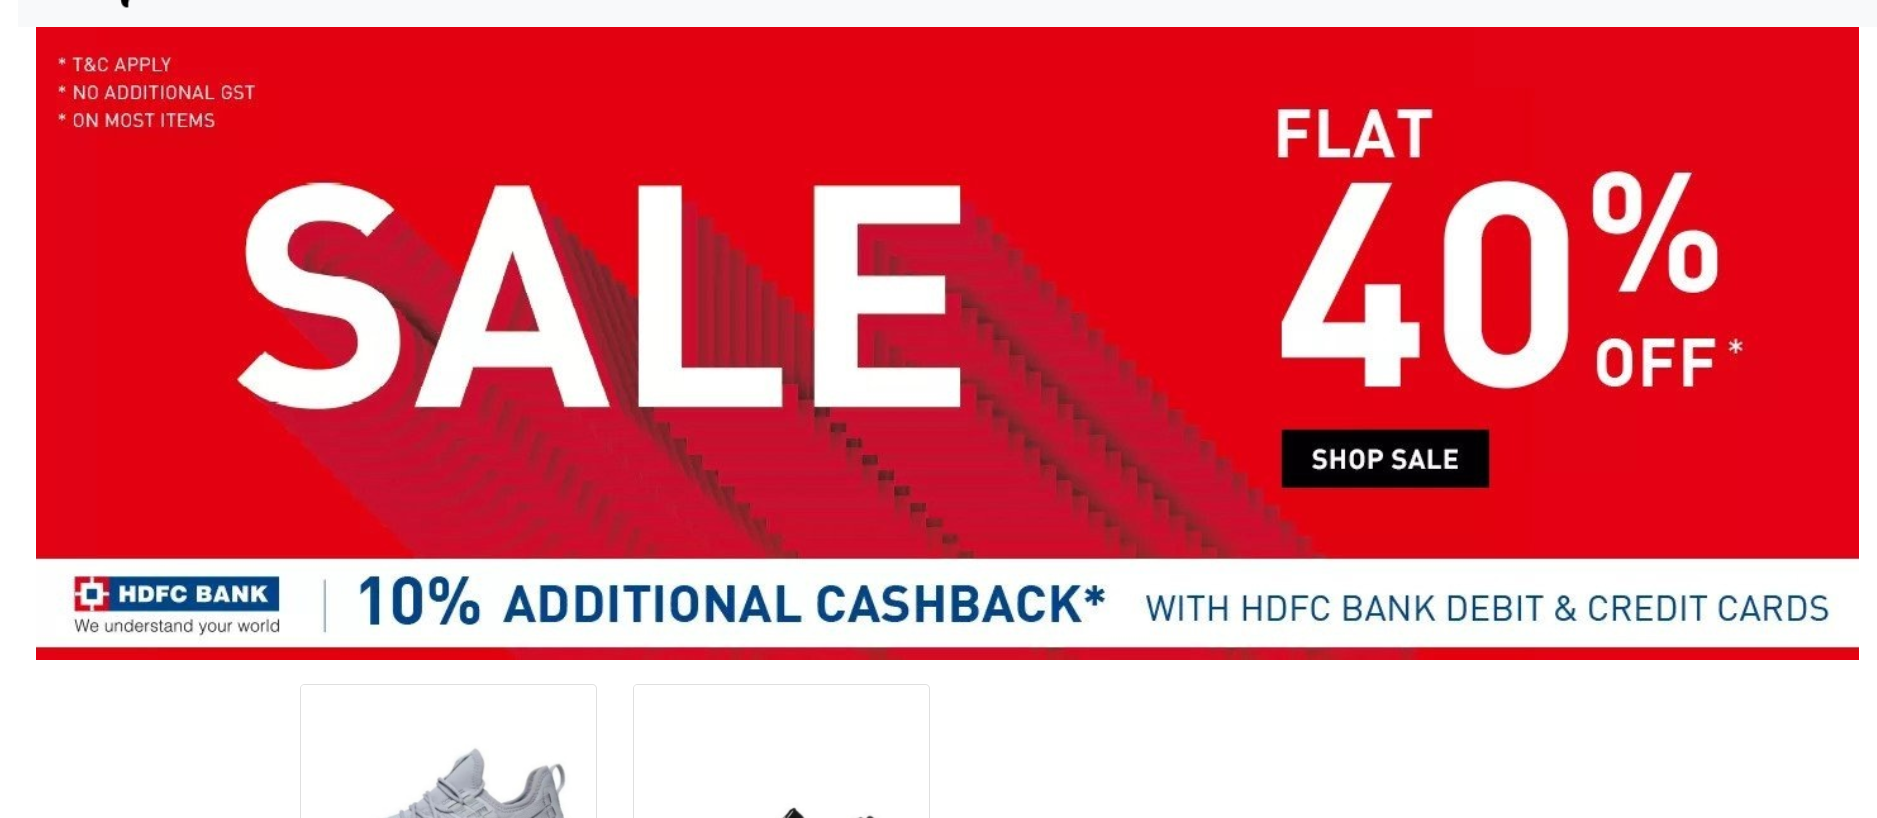 * T&C APPLY
* NO ADDITIONAL GST
* ON MOST ITEMS
SALE
FLAT
40%
OFF*
SHOP SALE
HDFC BANK
We understand your world
10% ADDITIONAL CASHBACK* WITH HDFC BANK DEBIT & CREDIT CARDS